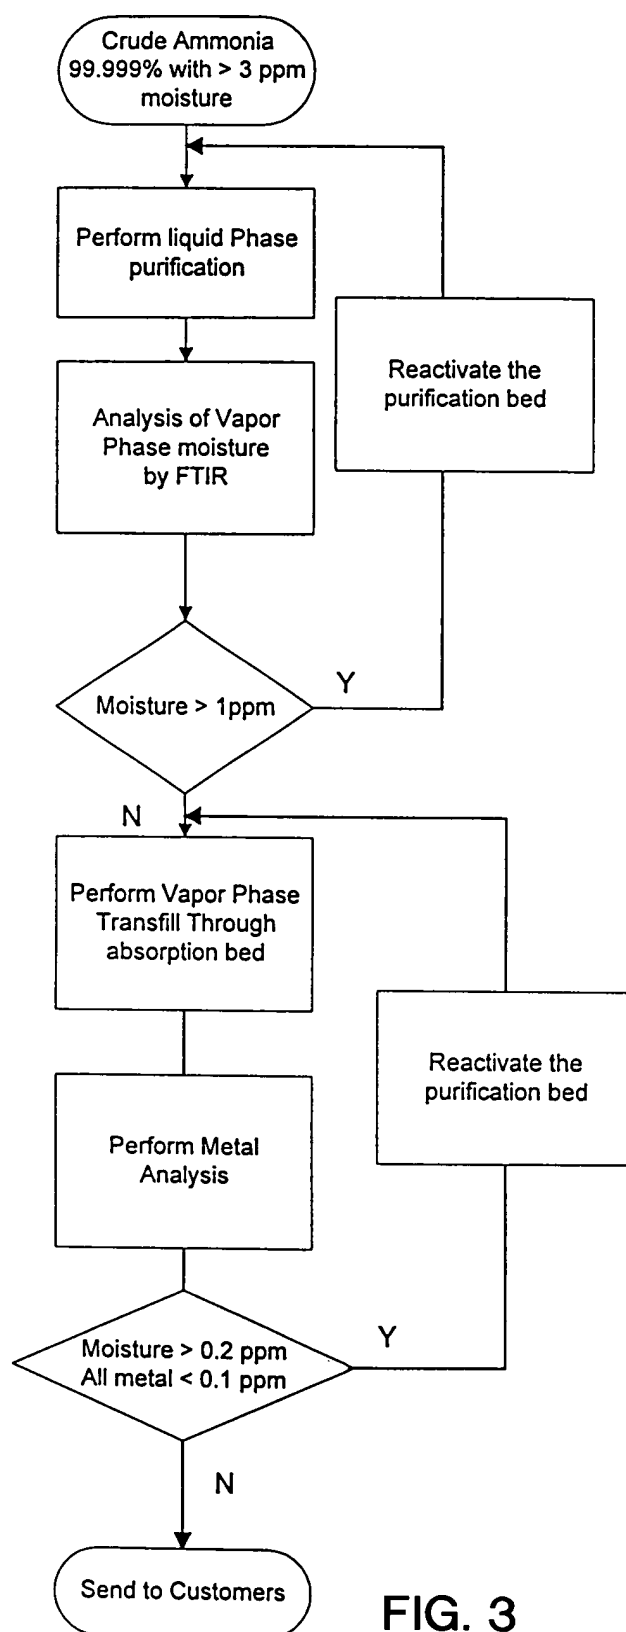 Crude Ammonia
99.999% with > 3 ppm
moisture
Perform liquid Phase
purification
Reactivate the
purification bed
Analysis of Vapor
Phase moisture
by FTIR
Moisture > 1ppm
Y
N
Perform Vapor Phase
Transfill Through
absorption bed
Reactivate the
purification bed
Perform Metal
Analysis
Moisture > 0.2 ppm
All metal < 0.1 ppm
Y
N
Send to Customers
FIG. 3